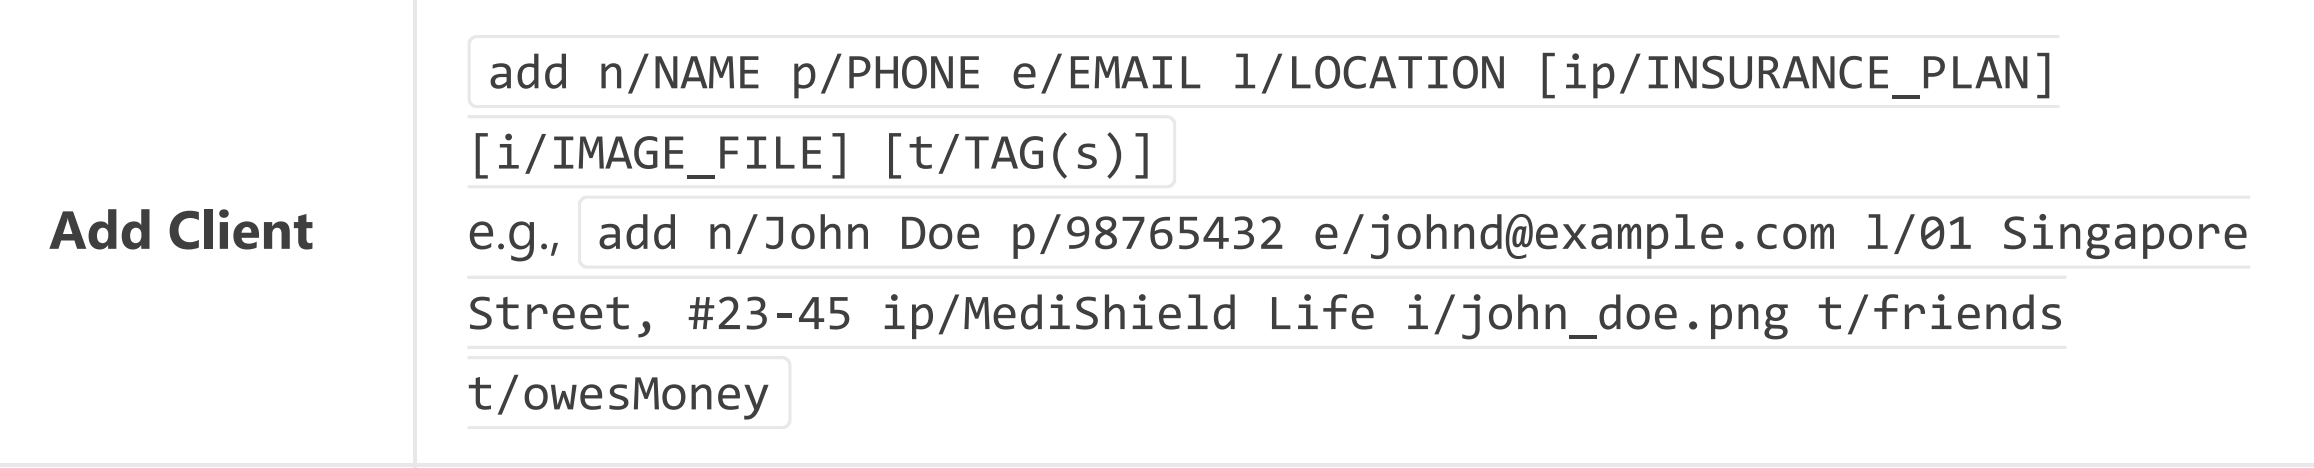 add n/NAME p/PHONE e/EMAIL l/LOCATION [ip/INSURANCE_PLAN]
[i/IMAGE_FILE] [t/TAG(s)]
Add Client
e.g., add n/John Doe p/98765432 e/johnd@example.com l/01 Singapore
Street, #23-45 ip/MediShield Life i/john_doe.png t/friends
t/owesMoney